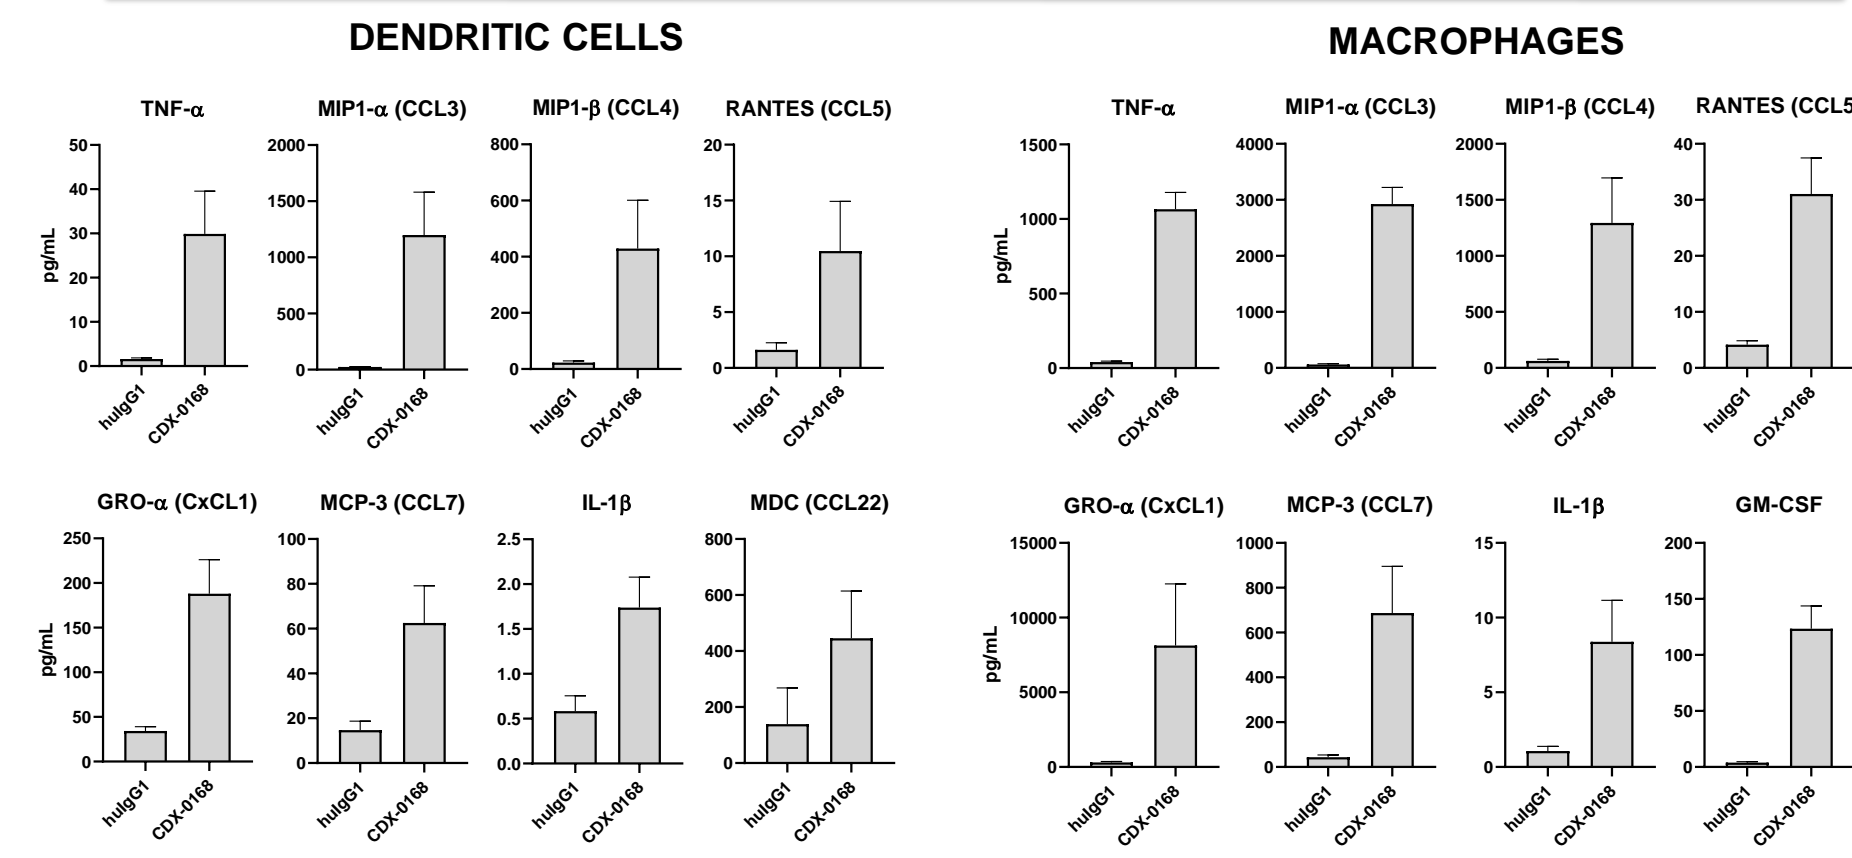 DENDRITIC CELLS
TNF-α
MIP1-α (CCL3)
MIP1-β (CCL4)
RANTES (CCL5)
pg/mL
50
40
30
20
10
0
huIgG1
CDX-0168
2000
1500
1000
500
0
huIgG1
CDX-0168
800
600
400
200
0
huIgG1
CDX-0168
20
15
10
5
0
huIgG1
CDX-0168
GRO-α (CxCL1)
MCP-3 (CCL7)
IL-1β
MDC (CCL22)
pg/mL
250
200
150
100
50
0
huIgG1
CDX-0168
100
80
60
40
20
0
huIgG1
CDX-0168
2.5
2.0
1.5
1.0
0.5
0.0
huIgG1
CDX-0168
800
600
400
200
0
huIgG1
CDX-0168
MACROPHAGES
TNF-α
MIP1-α (CCL3)
MIP1-β (CCL4)
RANTES (CCL5
pg/mL
1500
1000
500
0
huIgG1
CDX-0168
4000
3000
2000
1000
0
huIgG1
CDX-0168
2000
1500
1000
500
0
huIgG1
CDX-0168
40
30
20
10
0
huIgG1
CDX-0168
GRO-α (CxCL1)
MCP-3 (CCL7)
IL-1β
GM-CSF
pg/mL
15000
10000
5000
0
huIgG1
CDX-0168
1000
800
600
400
200
0
huIgG1
CDX-0168
15
10
5
0
huIgG1
CDX-0168
200
150
100
50
0
huIgG1
CDX-0168